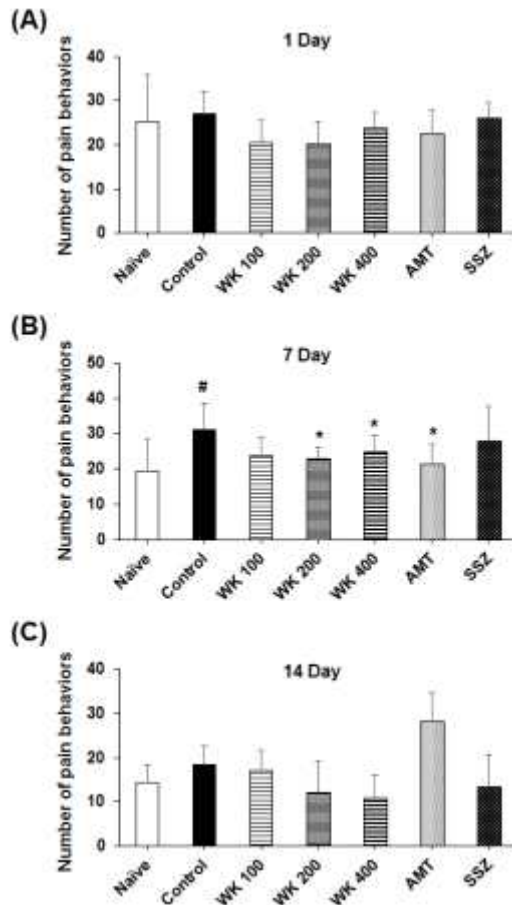 (A)
1 Day
Number of pain behaviors
40
30
20
10
0
Naïve
Control
WK 100
WK 200
WK 400
AMT
SSZ
(B)
7 Day
Number of pain behaviors
50
40
30
20
10
0
#
*
*
*
Naïve
Control
WK 100
WK 200
WK 400
AMT
SSZ
(C)
14 Day
Number of pain behaviors
40
30
20
10
0
Naïve
Control
WK 100
WK 200
WK 400
AMT
SSZ